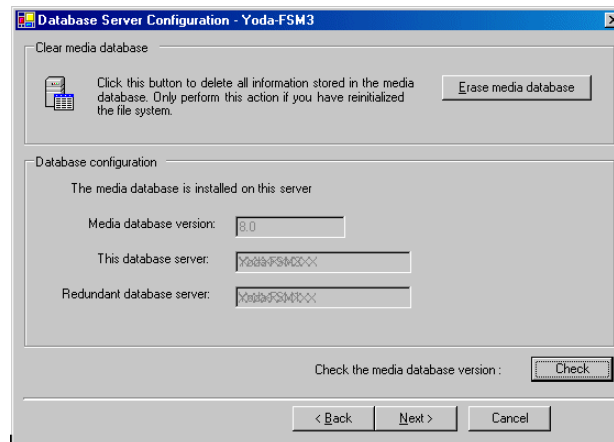 Database Server Configuration - Yoda-FSM3
Clear media database
Click this button to delete all information stored in the media
database. Only perform this action if you have reinitialized
the file system.
Erase media database
Database configuration
The media database is installed on this server
Media database version:
8.0
This database server:
Redundant database server:
Check the media database version :
Check
< Back
Next >
Cancel